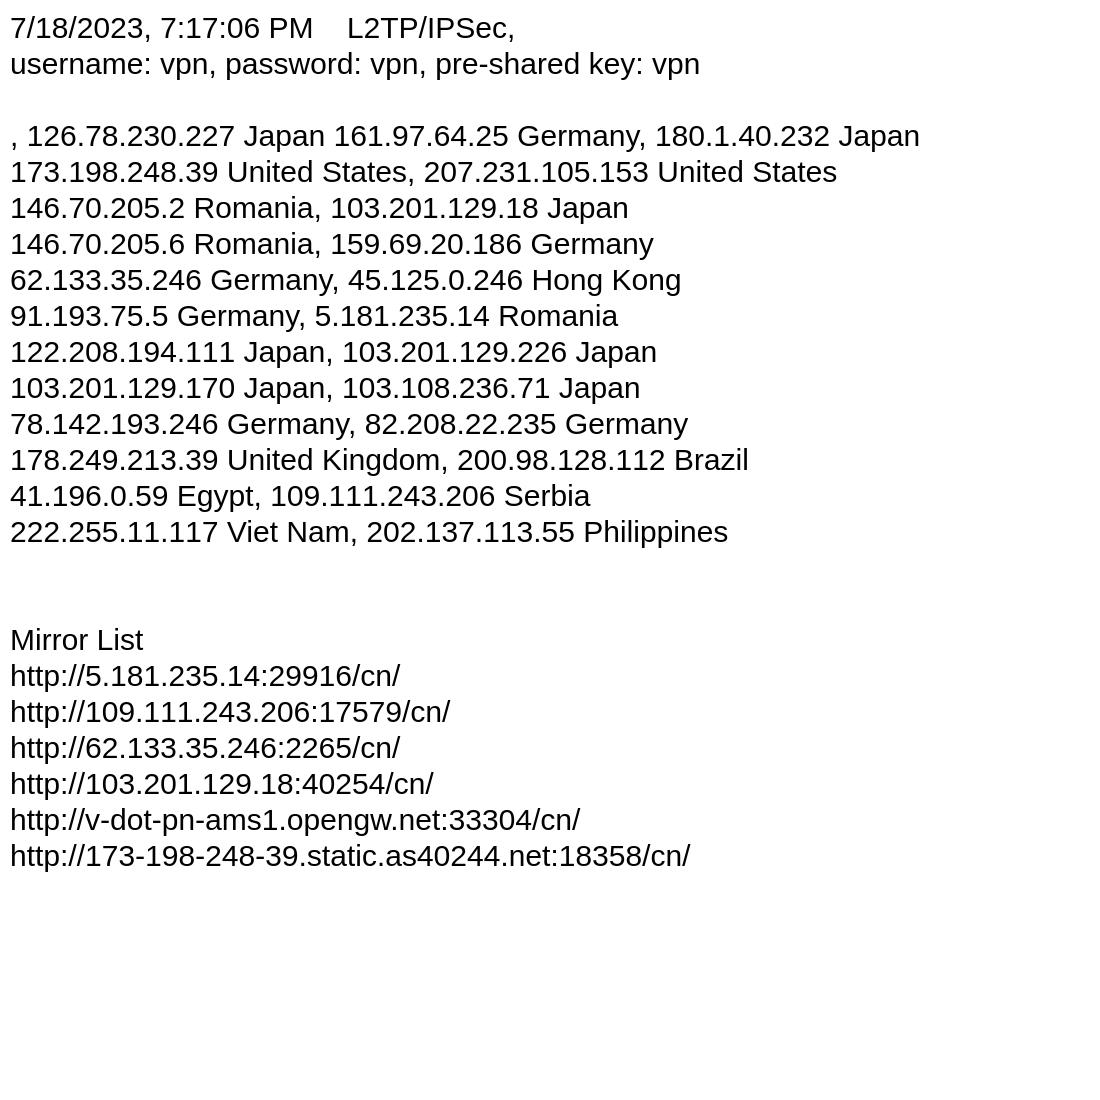 7/18/2023, 7:17:06 PM    L2TP/IPSec,
username: vpn, password: vpn, pre-shared key: vpn
, 126.78.230.227 Japan 161.97.64.25 Germany, 180.1.40.232 Japan
173.198.248.39 United States, 207.231.105.153 United States
146.70.205.2 Romania, 103.201.129.18 Japan
146.70.205.6 Romania, 159.69.20.186 Germany
62.133.35.246 Germany, 45.125.0.246 Hong Kong
91.193.75.5 Germany, 5.181.235.14 Romania
122.208.194.111 Japan, 103.201.129.226 Japan
103.201.129.170 Japan, 103.108.236.71 Japan
78.142.193.246 Germany, 82.208.22.235 Germany
178.249.213.39 United Kingdom, 200.98.128.112 Brazil
41.196.0.59 Egypt, 109.111.243.206 Serbia
222.255.11.117 Viet Nam, 202.137.113.55 Philippines
Mirror List
http://5.181.235.14:29916/cn/
http://109.111.243.206:17579/cn/
http://62.133.35.246:2265/cn/
http://103.201.129.18:40254/cn/
http://v-dot-pn-ams1.opengw.net:33304/cn/
http://173-198-248-39.static.as40244.net:18358/cn/